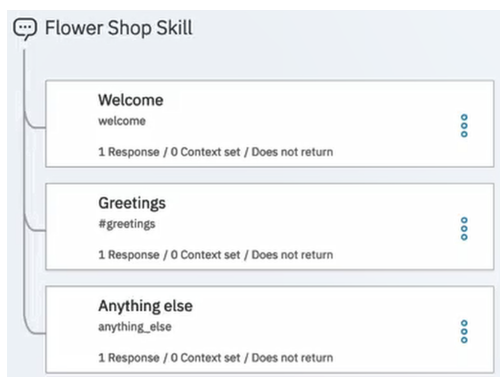 Flower Shop Skill
Welcome
welcome
1 Response / 0 Context set / Does not return
Greetings
#greetings
1 Response / 0 Context set / Does not return
Anything else
anything_else
1 Response / 0 Context set / Does not return